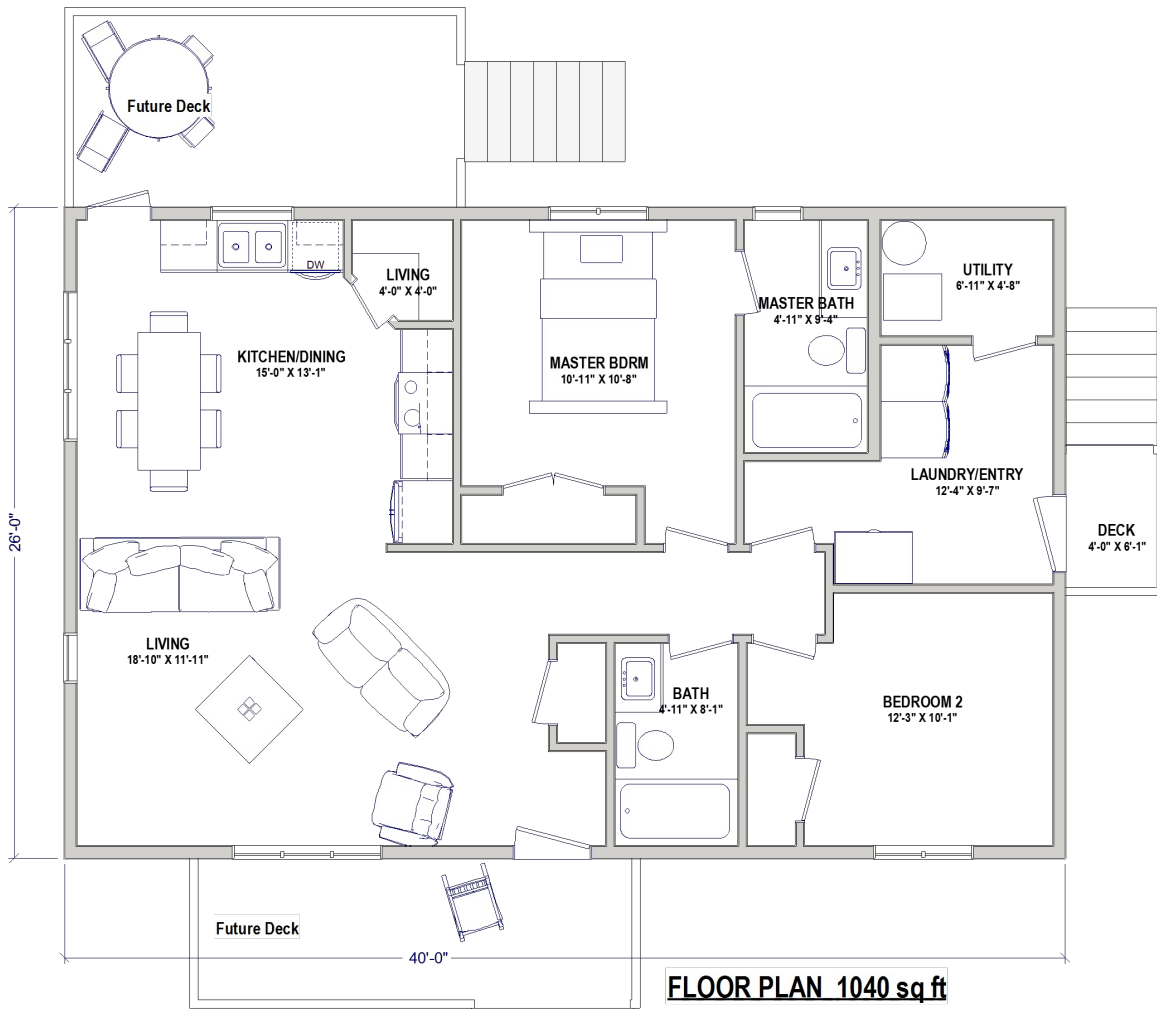 Future Deck
DW
LIVING
4'-0" X 4'-0"
UTILITY
6'-11" X 4'-8"
MASTER BATH
4'-11" X 9'-4"
KITCHEN/DINING
15'-0" X 13'-1"
MASTER BDRM
10'-11" X 10'-8"
LAUNDRY/ENTRY
12'-4" X 9'-7"
26'-0"
DECK
4'-0" X 6'-1"
LIVING
18'-10" X 11'-11"
BATH
4'-11" X 8'-1"
BEDROOM 2
12'-3" X 10'-1"
Future Deck
40'-0"
FLOOR PLAN 1040 sq ft